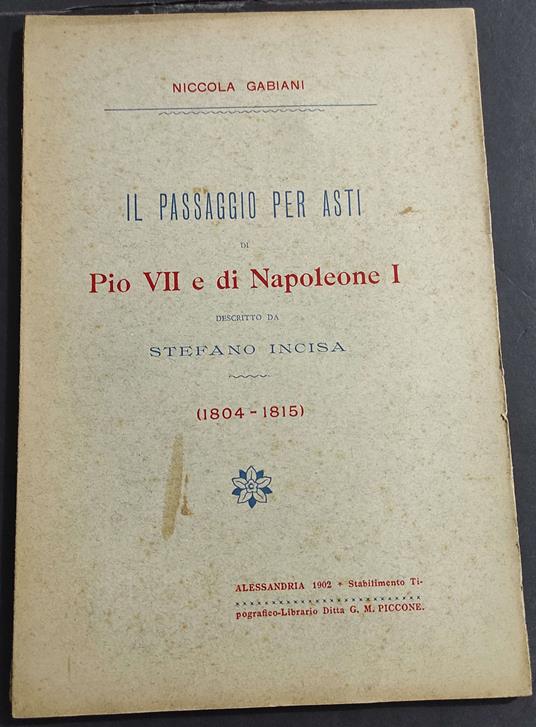 NICCOLA GABIANI
IL PASSAGGIO PER ASTI
DI
Pio VII e di Napoleone I
DESCRITTO DA
STEFANO INCISA
(1804-1815)
ALESSANDRIA 1902 * Stabilimento Ti-
pografico-Librario Ditta G. M. PICCONE.